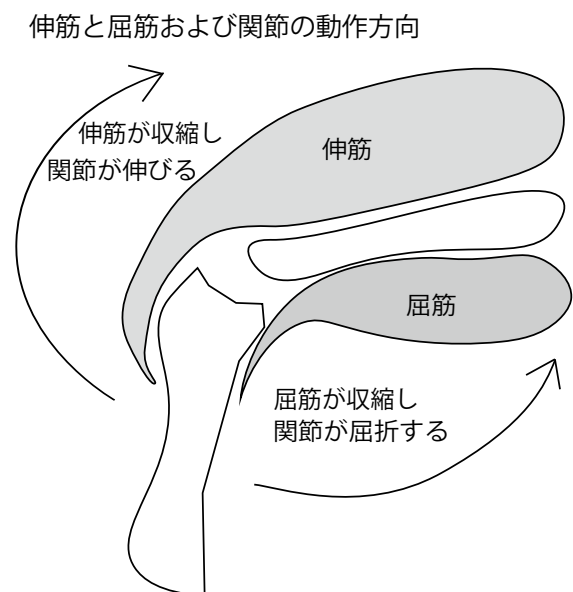 伸筋と屈筋および関節の動作方向
伸筋が収縮し
関節が伸びる
伸筋
屈筋
屈筋が収縮し
関節が屈折する